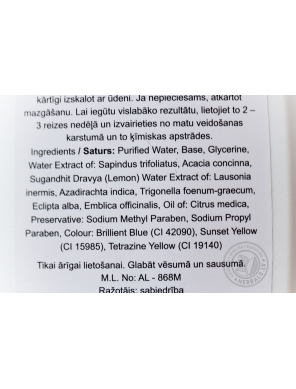 kārtīgi izskalot ar ūdeni. Ja nepieciešams, atkārtot
mazgāšanu. Lai iegūtu vislabāko rezultātu, lietojiet to 2 –
3 reizes nedēļā un izvairieties no matu veidošanas
karstumā un to ķīmiskas apstrādes.
Ingredients / Saturs: Purified Water, Base, Glycerine,
Water Extract of: Sapindus trifoliatus, Acacia concinna,
Sugandhit Dravya (Lemon) Water Extract of: Lausonia
inermis, Azadirachta indica, Trigonella foenum-graecum,
Eclipta alba, Emblica officinalis, Oil of: Citrus medica,
Preservative: Sodium Methyl Paraben, Sodium Propyl
Paraben, Colour: Brillient Blue (CI 42090), Sunset Yellow
(CI 15985), Tetrazine Yellow (CI 19140)
Tikai ārīgai lietošanai. Glabāt vēsumā un sausumā.
M.L. No: AL - 868M
Ražotājs: sabiedrība